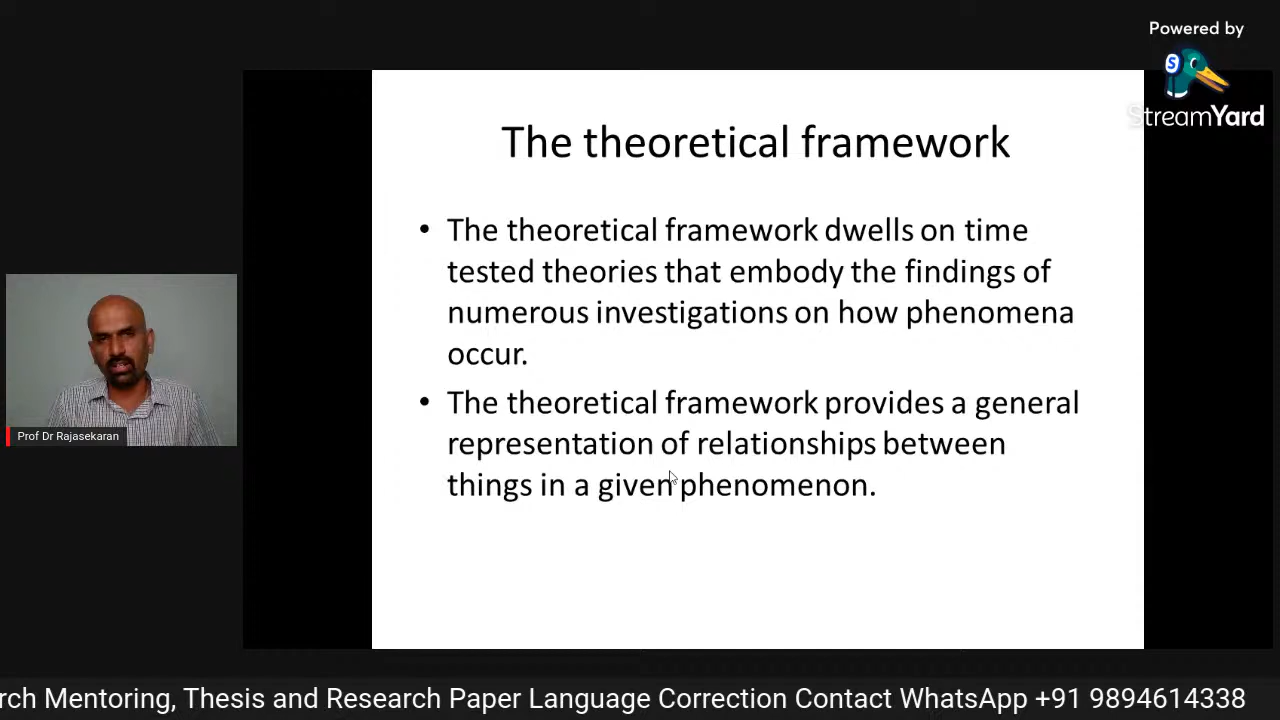 Powered by
StreamYard
The theoretical framework
• The theoretical framework dwells on time
tested theories that embody the findings of
numerous investigations on how phenomena
occur.
• The theoretical framework provides a general
representation of relationships between
things in a given phenomenon.
Prof Dr Rajasekaran
rch Mentoring, Thesis and Research Paper Language Correction Contact WhatsApp +91 9894614338